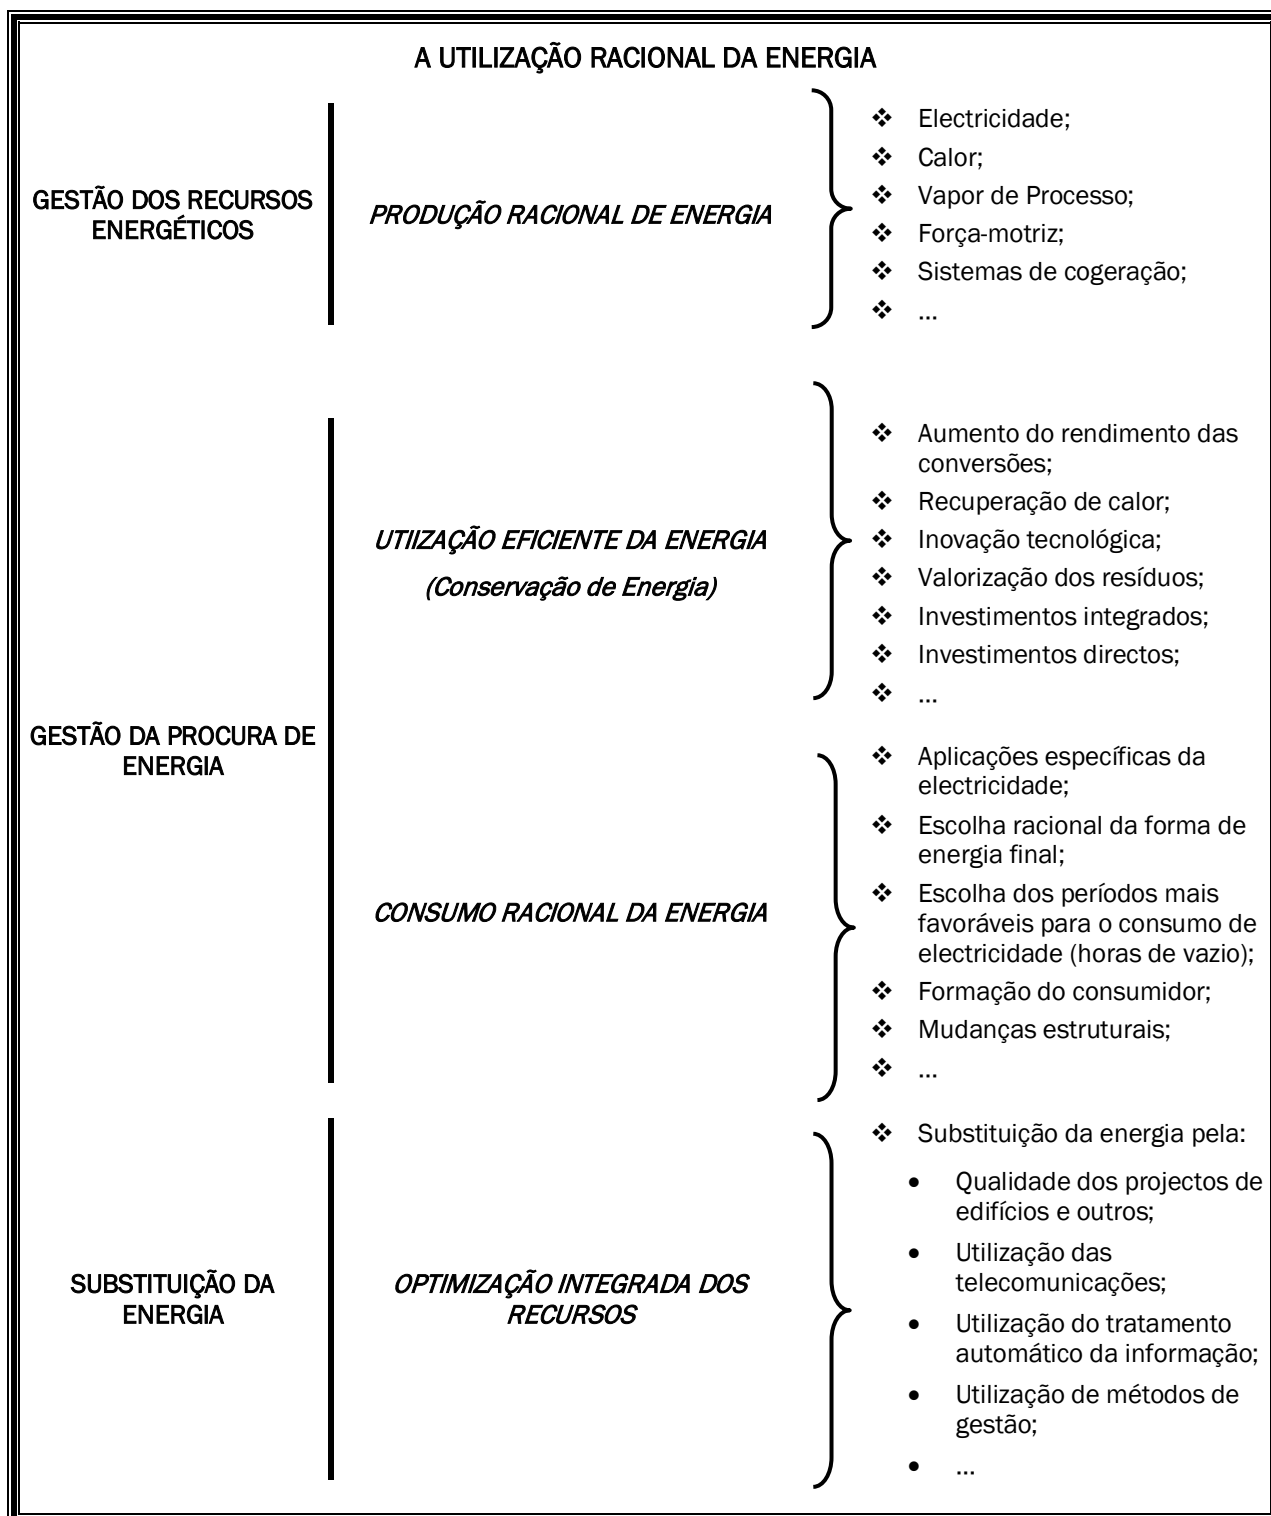 A UTILIZAÇÃO RACIONAL DA ENERGIA
GESTÃO DOS RECURSOS
ENERGÉTICOS
PRODUÇÃO RACIONAL DE ENERGIA
❖ Electricidade;
❖ Calor;
❖ Vapor de Processo;
❖ Força-motriz;
❖ Sistemas de cogeração;
❖ ...
GESTÃO DA PROCURA DE
ENERGIA
UTIIZAÇÃO EFICIENTE DA ENERGIA
(Conservação de Energia)
❖ Aumento do rendimento das
conversões;
❖ Recuperação de calor;
❖ Inovação tecnológica;
❖ Valorização dos resíduos;
❖ Investimentos integrados;
❖ Investimentos directos;
❖ ...
CONSUMO RACIONAL DA ENERGIA
❖ Aplicações específicas da
electricidade;
❖ Escolha racional da forma de
energia final;
❖ Escolha dos períodos mais
favoráveis para o consumo de
electricidade (horas de vazio);
❖ Formação do consumidor;
❖ Mudanças estruturais;
❖ ...
SUBSTITUIÇÃO DA
ENERGIA
OPTIMIZAÇÃO INTEGRADA DOS
RECURSOS
❖ Substituição da energia pela:
• Qualidade dos projectos de
edifícios e outros;
• Utilização das
telecomunicações;
• Utilização do tratamento
automático da informação;
• Utilização de métodos de
gestão;
• ...